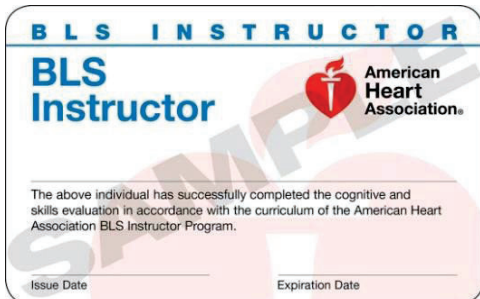 BLS INSTRUCTOR
BLS
Instructor
American
Heart
Association®
SAMPLE
The above individual has successfully completed the cognitive and
skills evaluation in accordance with the curriculum of the American Heart
Association BLS Instructor Program.
Issue Date
Expiration Date